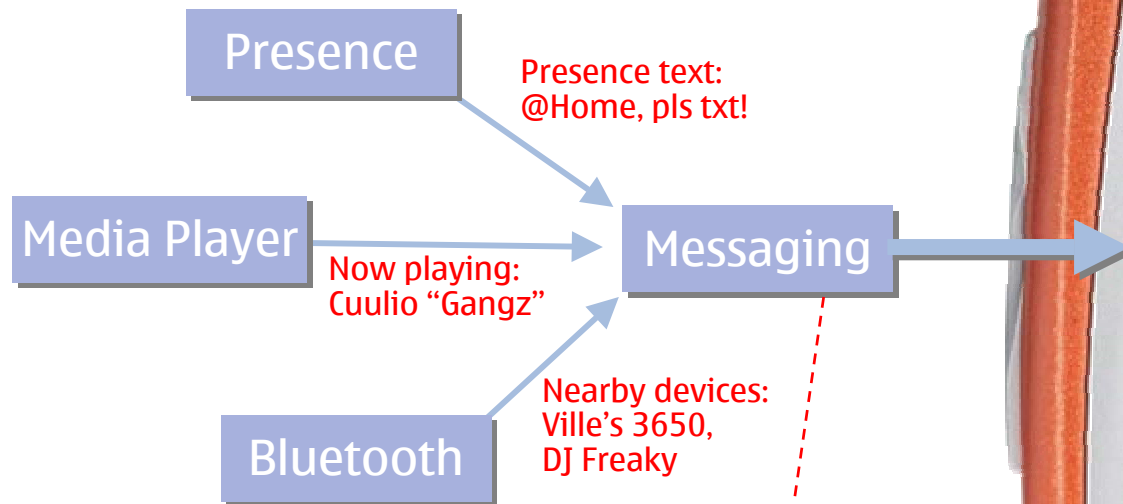 Presence
Presence text:
@Home, pls txt!
Media Player
Now playing:
Cuulio “Gangz”
Messaging
Bluetooth
Nearby devices:
Ville’s 3650,
DJ Freaky